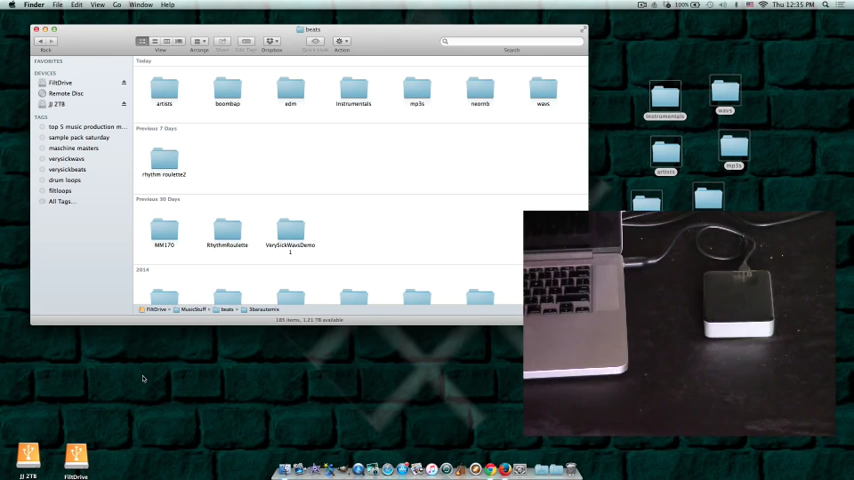 Finder File Edit View Go Window Help
100% Thu 12:35 PM
beats
Back View Arrange Share Edit Tags Dropbox Quick Look Action Search
FAVORITES
DEVICES
FiltDrive
Remote Disc
JJ 2TB
TAGS
top 5 music production m...
sample pack saturday
maschine masters
verysickwavs
verysickbeats
drum loops
filtloops
All Tags...
Today
artists boombap edm Instrumentals mp3s neornb wavs
Previous 7 Days
rhythm roulette2
Previous 30 Days
MM170 RhythmRoulette VerySickWavsDemo
1
2014
FiltDrive MusicStuff beats 3barautomix
185 items, 1.21 TB available
Instrumentals wavs
artists mp3s
JJ 2TB FiltDrive